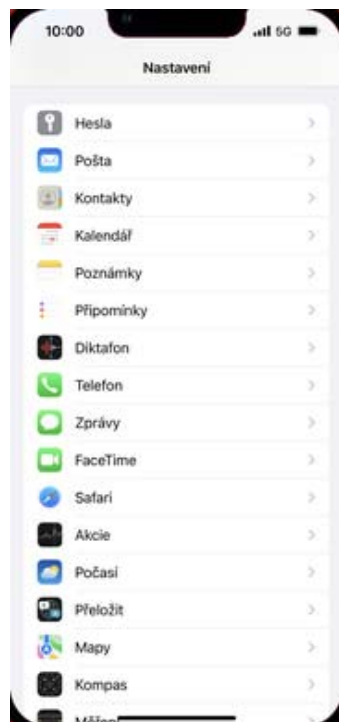 10:00 5G
Nastavení
Hesla
Pošta
Kontakty
Kalendář
Poznámky
Připomínky
Diktafon
Telefon
Zprávy
FaceTime
Safari
Akcie
Počasí
Přeložit
Mapy
Kompas